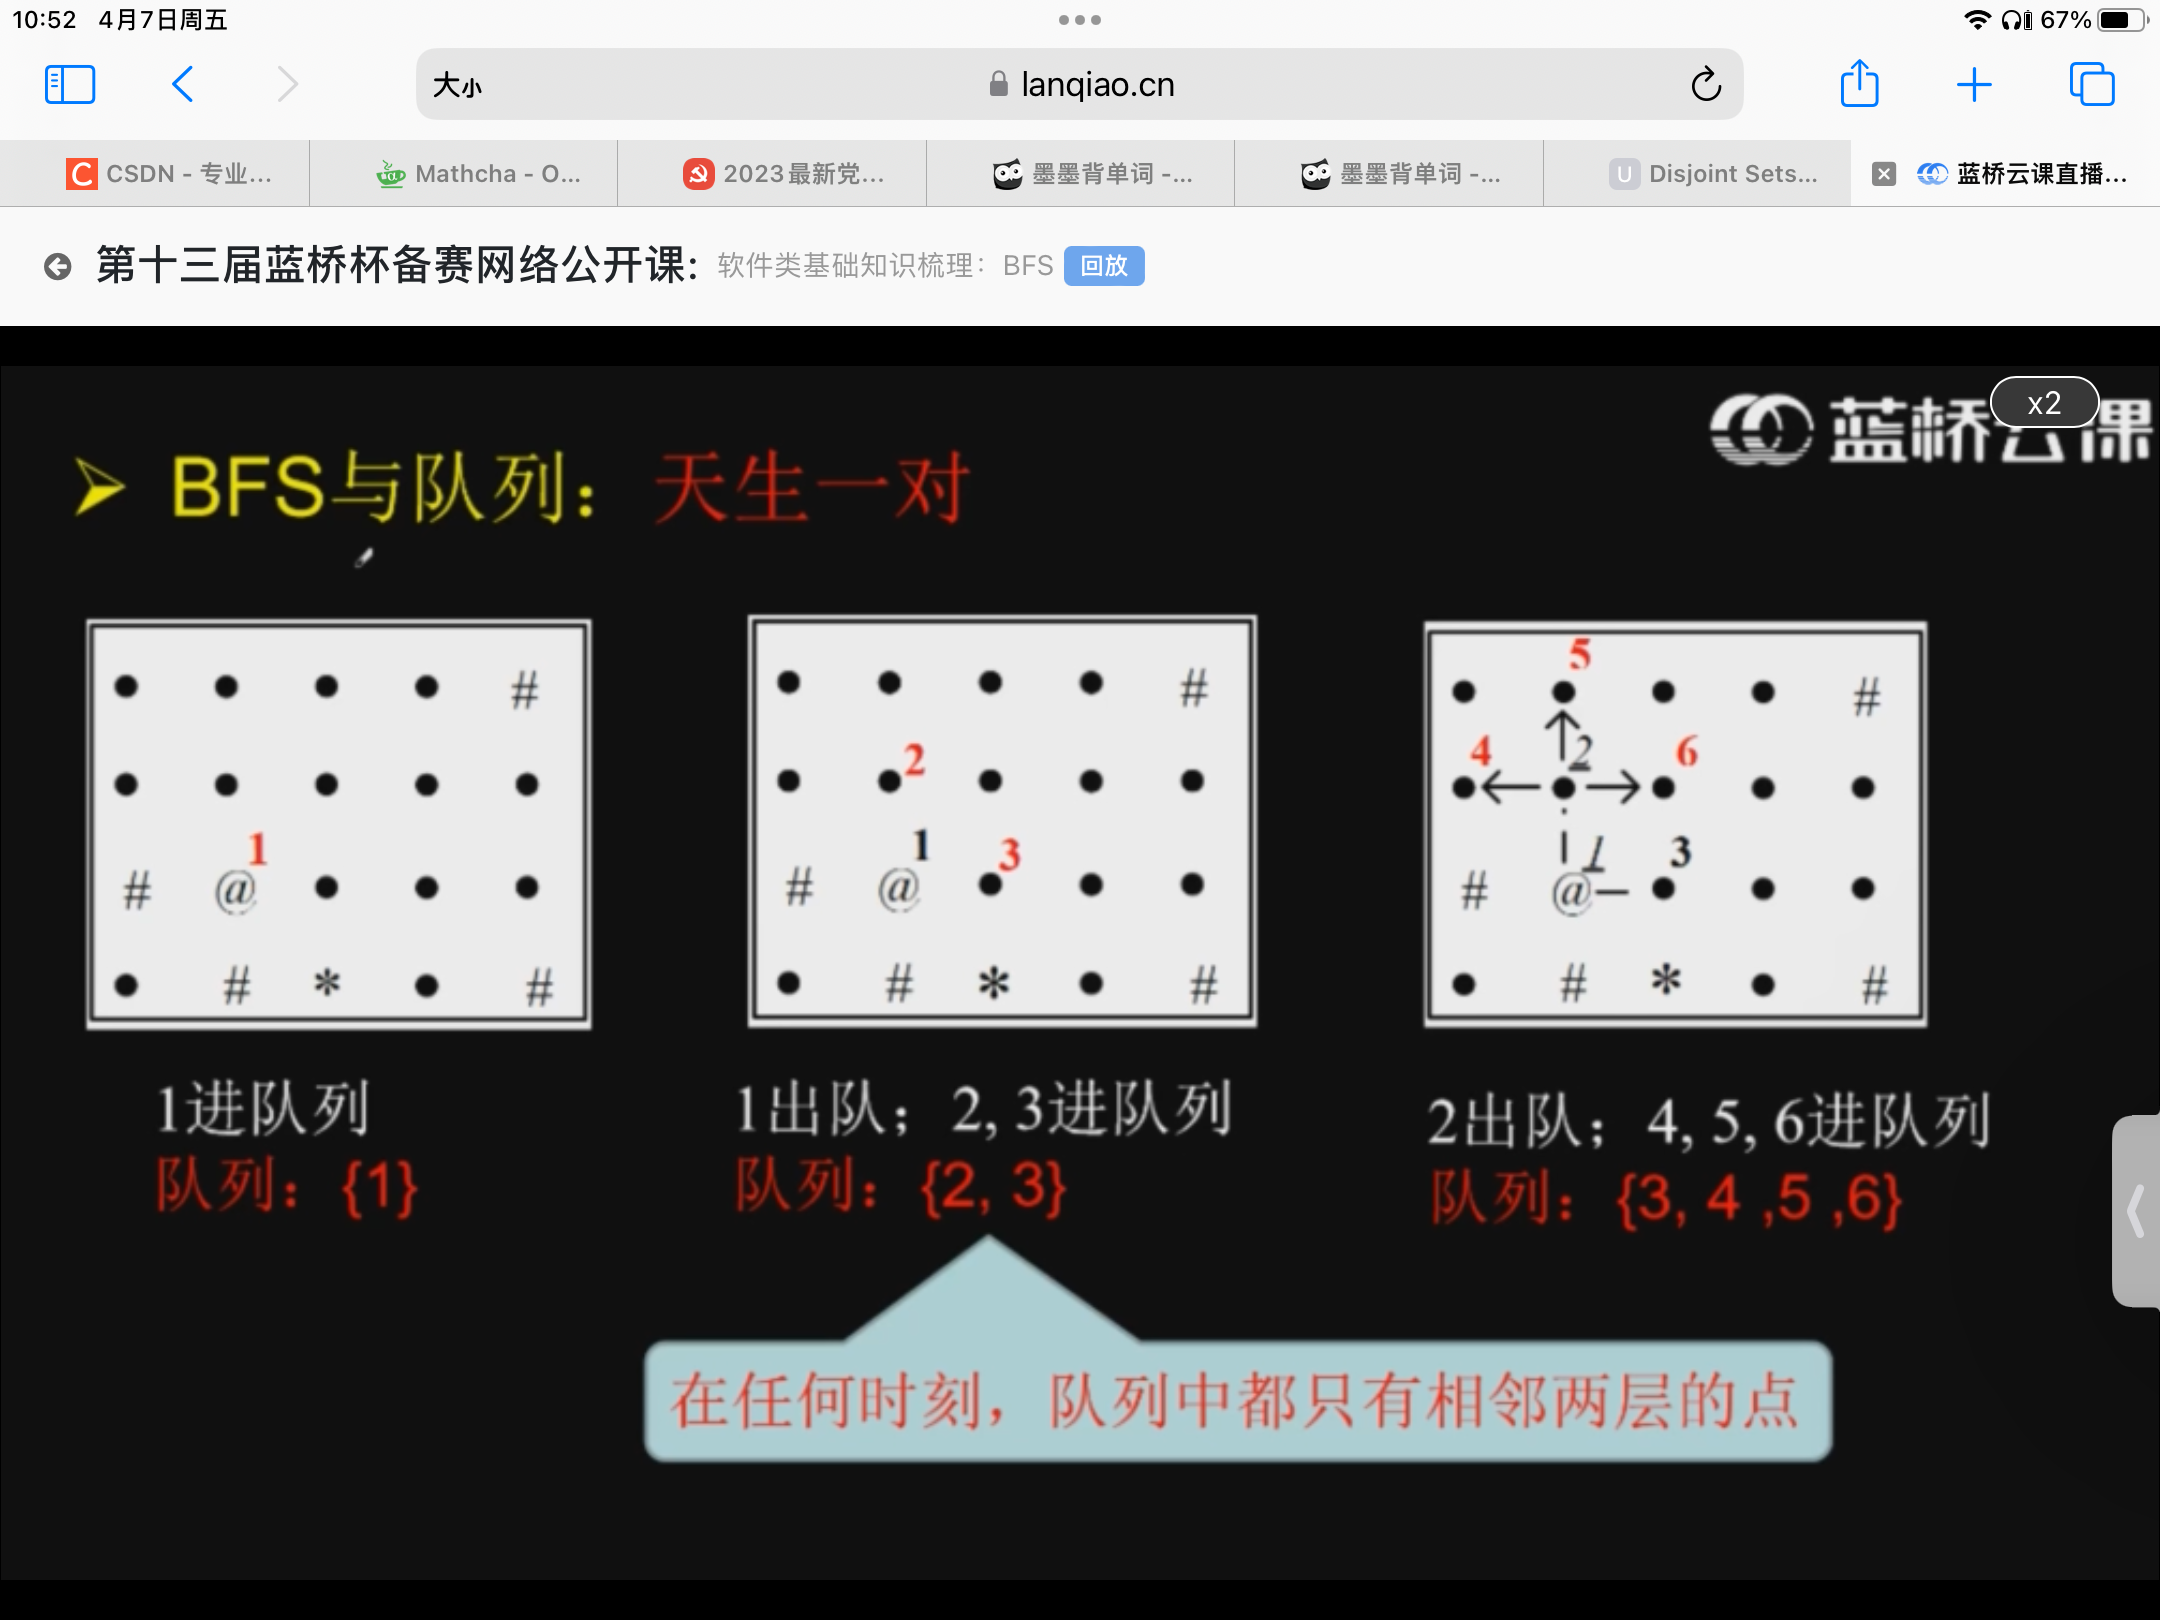 10:52 4月7日周五
67%
大小 lanqiao.cn
CSDN - 专业... Mathcha - O... 2023最新党... 墨墨背单词 -... 墨墨背单词 -... U Disjoint Sets... 蓝桥云课直播...
第十三届蓝桥杯备赛网络公开课: 软件类基础知识梳理：BFS 回放
蓝桥云课
x2
➢ BFS与队列：天生一对
● ● ● ● #
● ● ● ● ●
1
# @ ● ● ●
● # * ● #
● ● ● ● #
2
● ● ● ● ●
1 3
# @ ● ● ●
● # * ● #
5
● ● ● ● #
4 2 6
● ← ● → ● ● ●
1 3
# @ ● ● ●
● # * ● #
1进队列
队列：{1}
1出队；2, 3进队列
队列：{2, 3}
2出队；4, 5, 6进队列
队列：{3, 4 ,5 ,6}
在任何时刻，队列中都只有相邻两层的点